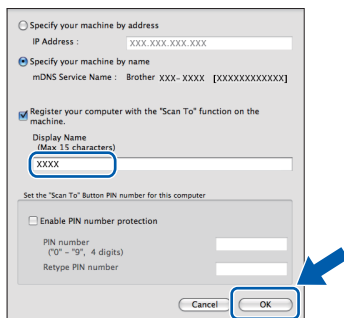 Specify your machine by address
IP Address : XXX.XXX.XXX.XXX
Specify your machine by name
mDNS Service Name : Brother XXX-XXXX [XXXXXXXXXXXX]
Register your computer with the "Scan To" function on the
machine.
Display Name
(Max 15 characters)
XXXX
Set the "Scan To" Button PIN number for this computer
Enable PIN number protection
PIN number
("0" - "9", 4 digits)
Retype PIN number
Cancel OK